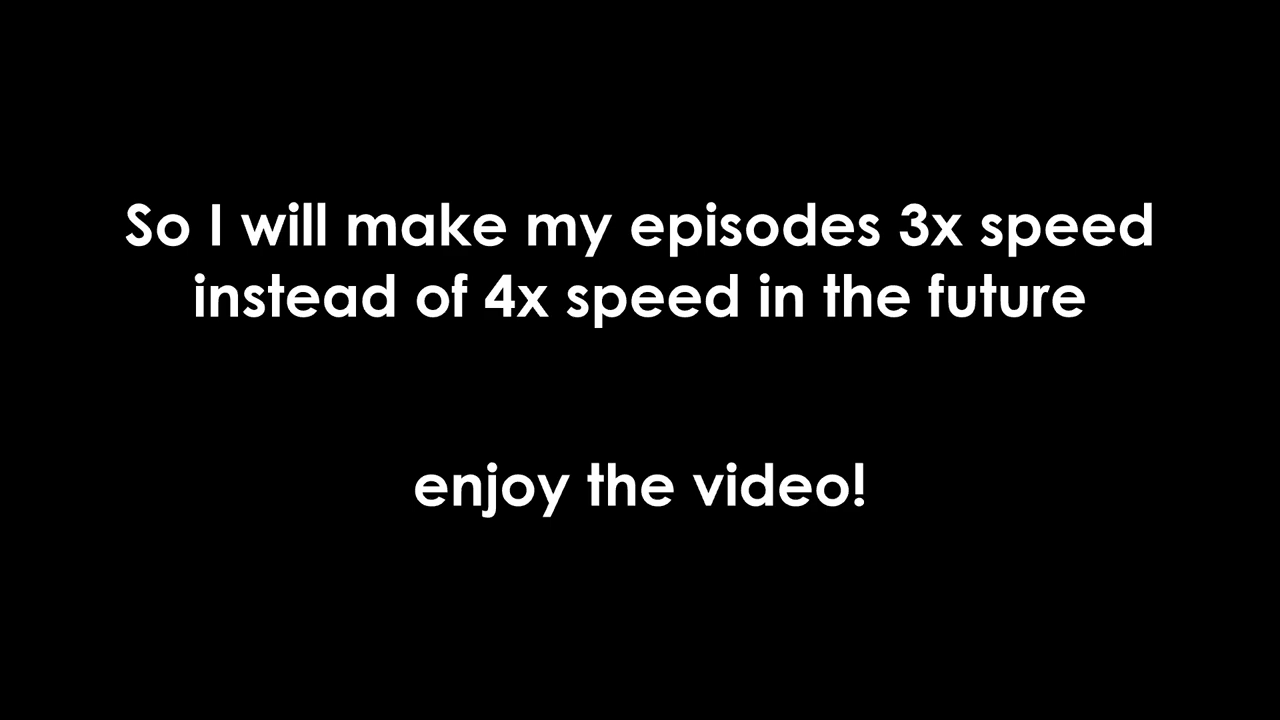 So I will make my episodes 3x speed
instead of 4x speed in the future
enjoy the video!